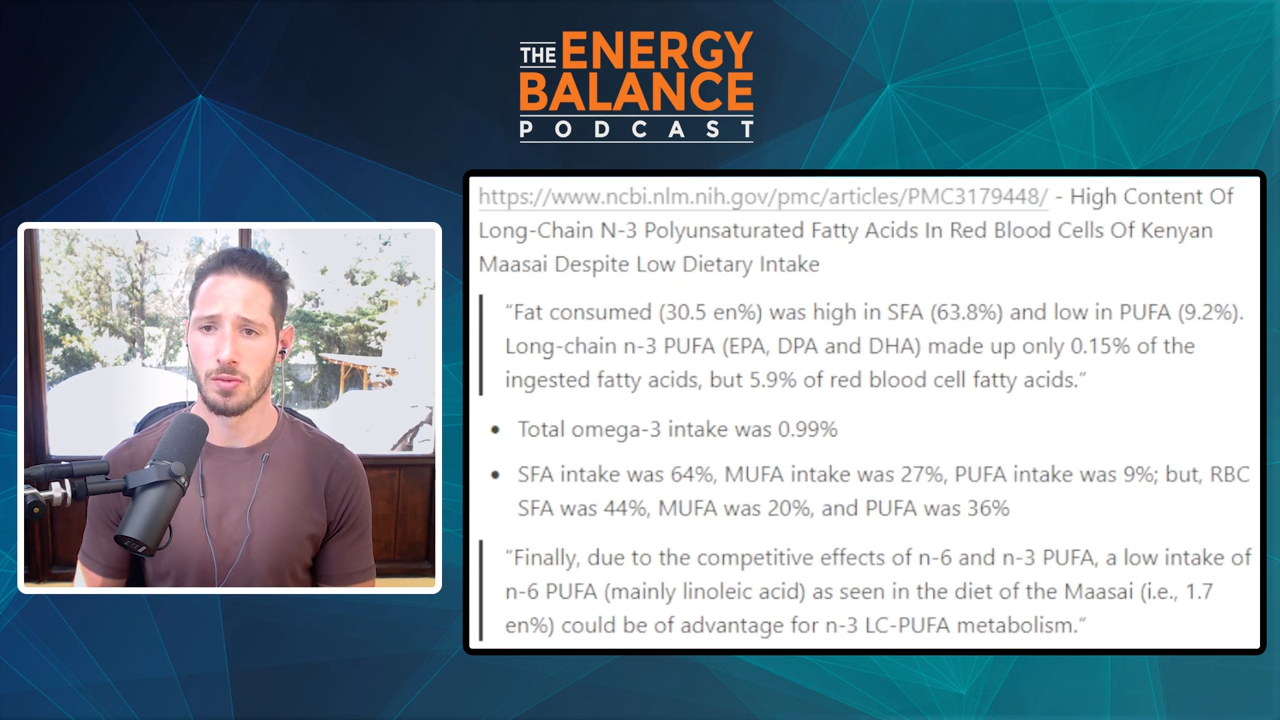 THE ENERGY
BALANCE
PODCAST
https://www.ncbi.nlm.nih.gov/pmc/articles/PMC3179448/ - High Content Of
Long-Chain N-3 Polyunsaturated Fatty Acids In Red Blood Cells Of Kenyan
Maasai Despite Low Dietary Intake
“Fat consumed (30.5 en%) was high in SFA (63.8%) and low in PUFA (9.2%).
Long-chain n-3 PUFA (EPA, DPA and DHA) made up only 0.15% of the
ingested fatty acids, but 5.9% of red blood cell fatty acids.”
• Total omega-3 intake was 0.99%
• SFA intake was 64%, MUFA intake was 27%, PUFA intake was 9%; but, RBC
SFA was 44%, MUFA was 20%, and PUFA was 36%
“Finally, due to the competitive effects of n-6 and n-3 PUFA, a low intake of
n-6 PUFA (mainly linoleic acid) as seen in the diet of the Maasai (i.e., 1.7
en%) could be of advantage for n-3 LC-PUFA metabolism.”